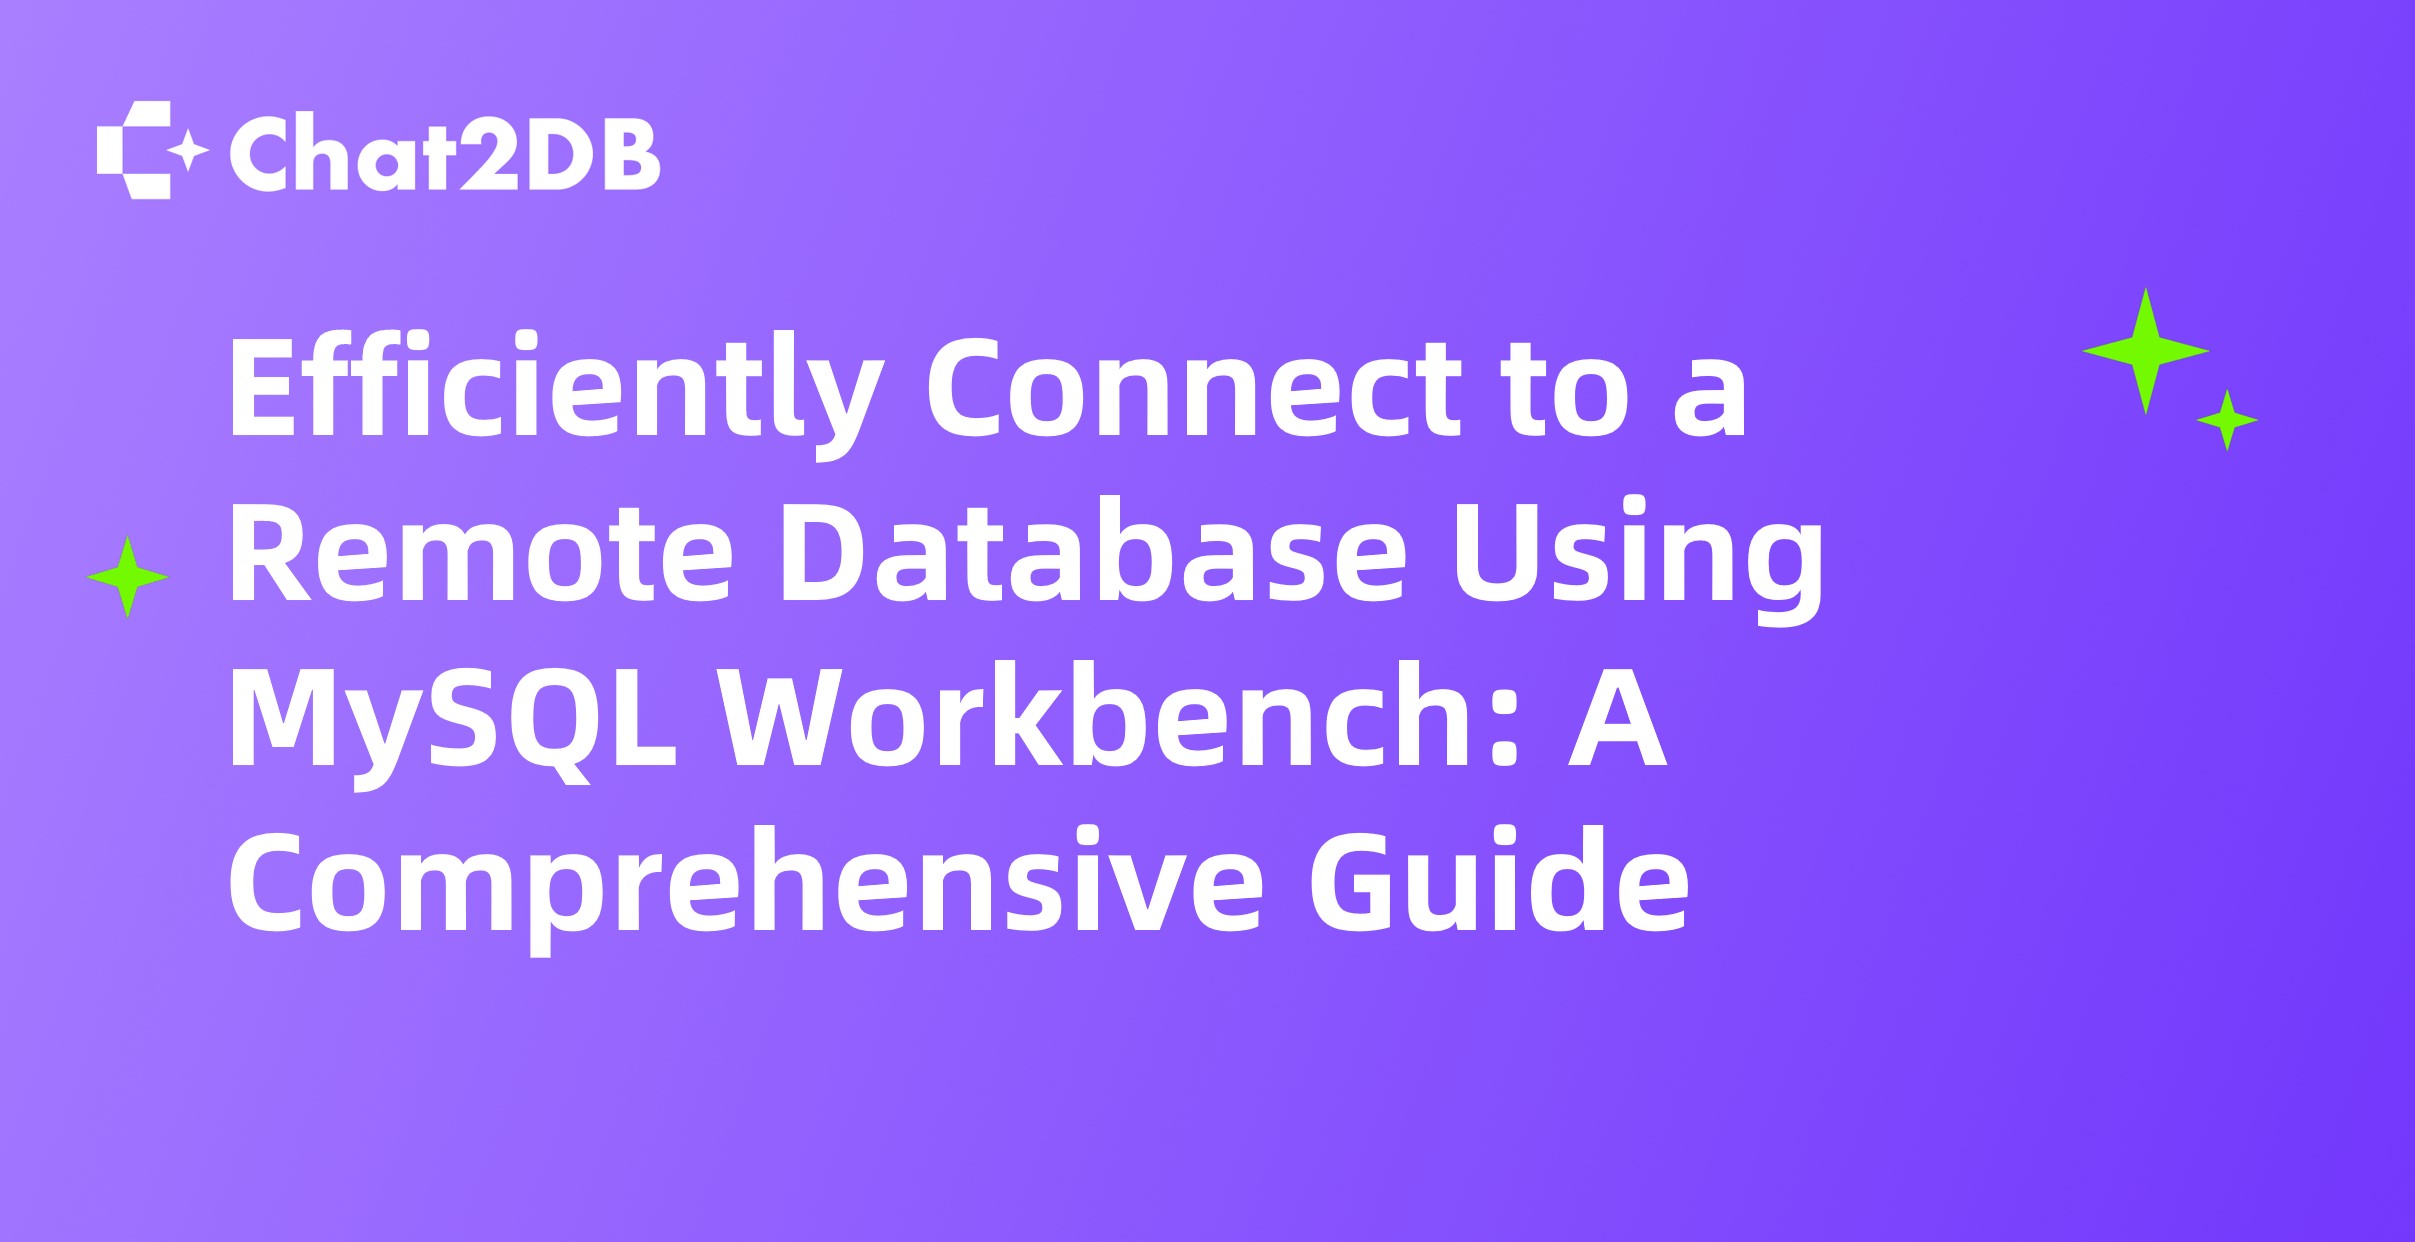 Chat2DB
Efficiently Connect to a
Remote Database Using
MySQL Workbench: A
Comprehensive Guide